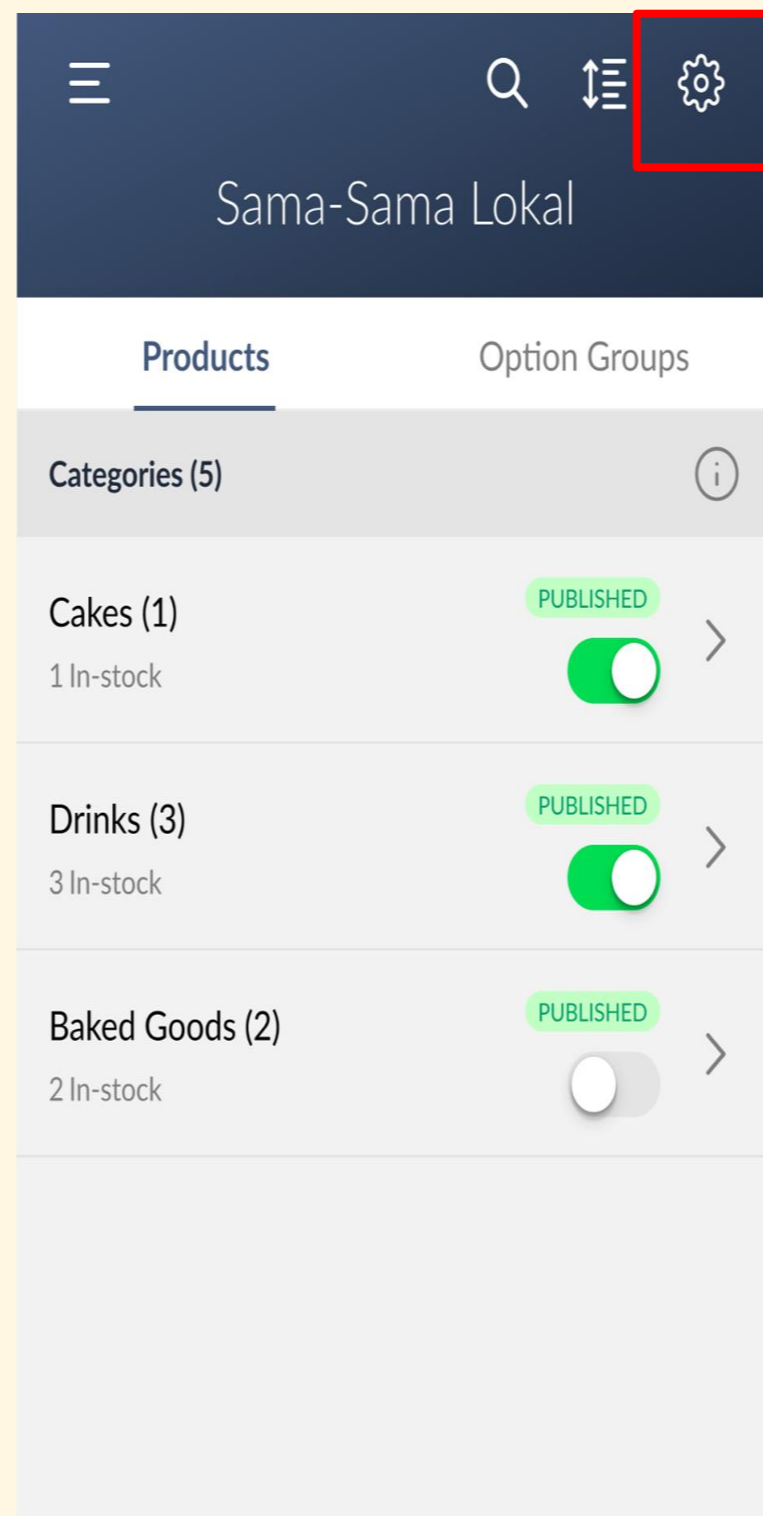 Sama-Sama Lokal
Products Option Groups
Categories (5)
Cakes (1) PUBLISHED
1 In-stock
Drinks (3) PUBLISHED
3 In-stock
Baked Goods (2) PUBLISHED
2 In-stock